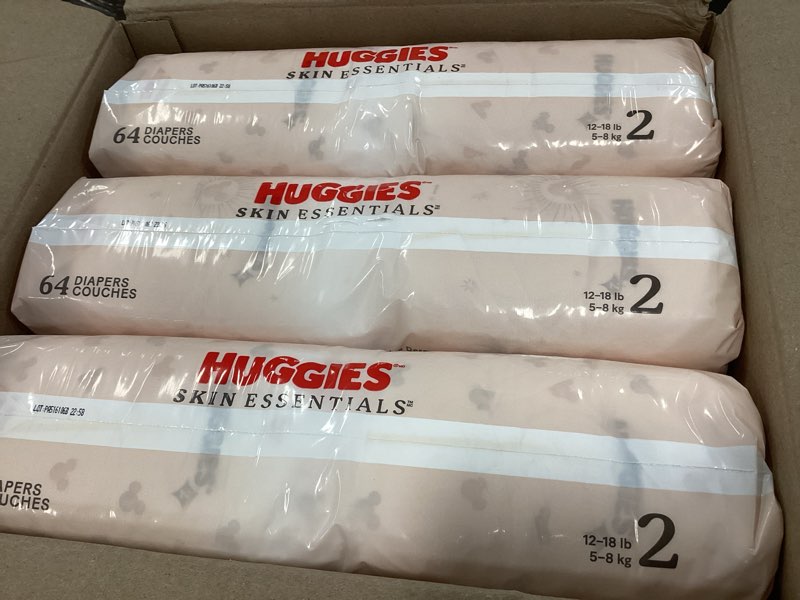 HUGGIES
SKIN ESSENTIALS
64 DIAPERS
COUCHES
12-18 lb
5-8 kg
2
HUGGIES
SKIN ESSENTIALS
64 DIAPERS
COUCHES
12-18 lb
5-8 kg
2
HUGGIES
SKIN ESSENTIALS
22:58
APERS
UCHES
12-18 lb
5-8 kg
2